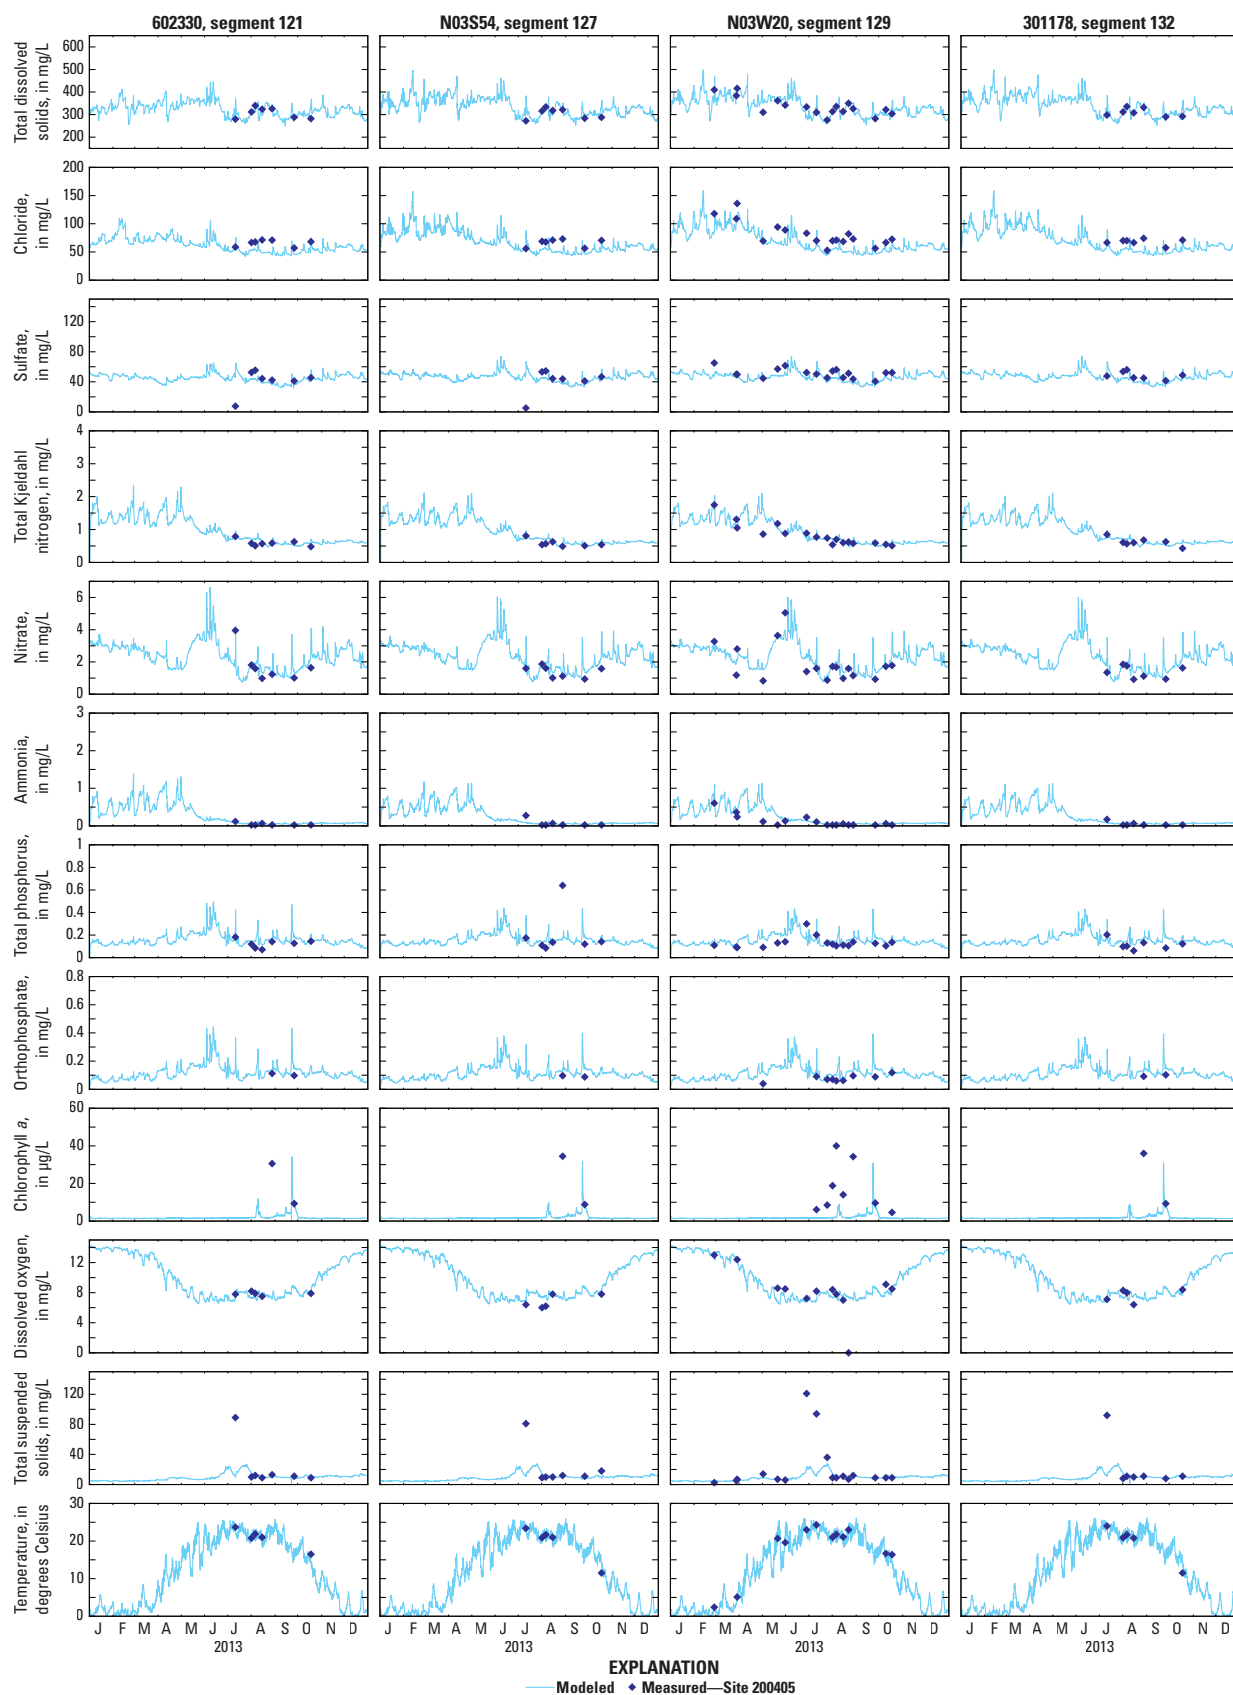 602330, segment 121 N03S54, segment 127 N03W20, segment 129 301178, segment 132
Total dissolved
solids, in mg/L
600
500
400
300
200
Chloride,
in mg/L
200
150
100
50
0
Sulfate,
in mg/L
120
80
40
0
Total Kjeldahl
nitrogen, in mg/L
4
3
2
1
0
Nitrate,
in mg/L
6
4
2
0
Ammonia,
in mg/L
3
2
1
0
Total phosphorus,
in mg/L
1
0.8
0.6
0.4
0.2
0
Orthophosphate,
in mg/L
0.8
0.6
0.4
0.2
0
Chlorophyll a,
in µg/L
60
40
20
0
Dissolved oxygen,
in mg/L
12
8
4
0
Total suspended
solids, in mg/L
120
80
40
0
Temperature, in
degrees Celsius
30
20
10
0
J F M A M J J A S O N D J F M A M J J A S O N D J F M A M J J A S O N D J F M A M J J A S O N D
2013 2013 2013 2013
EXPLANATION
Modeled Measured—Site 200405